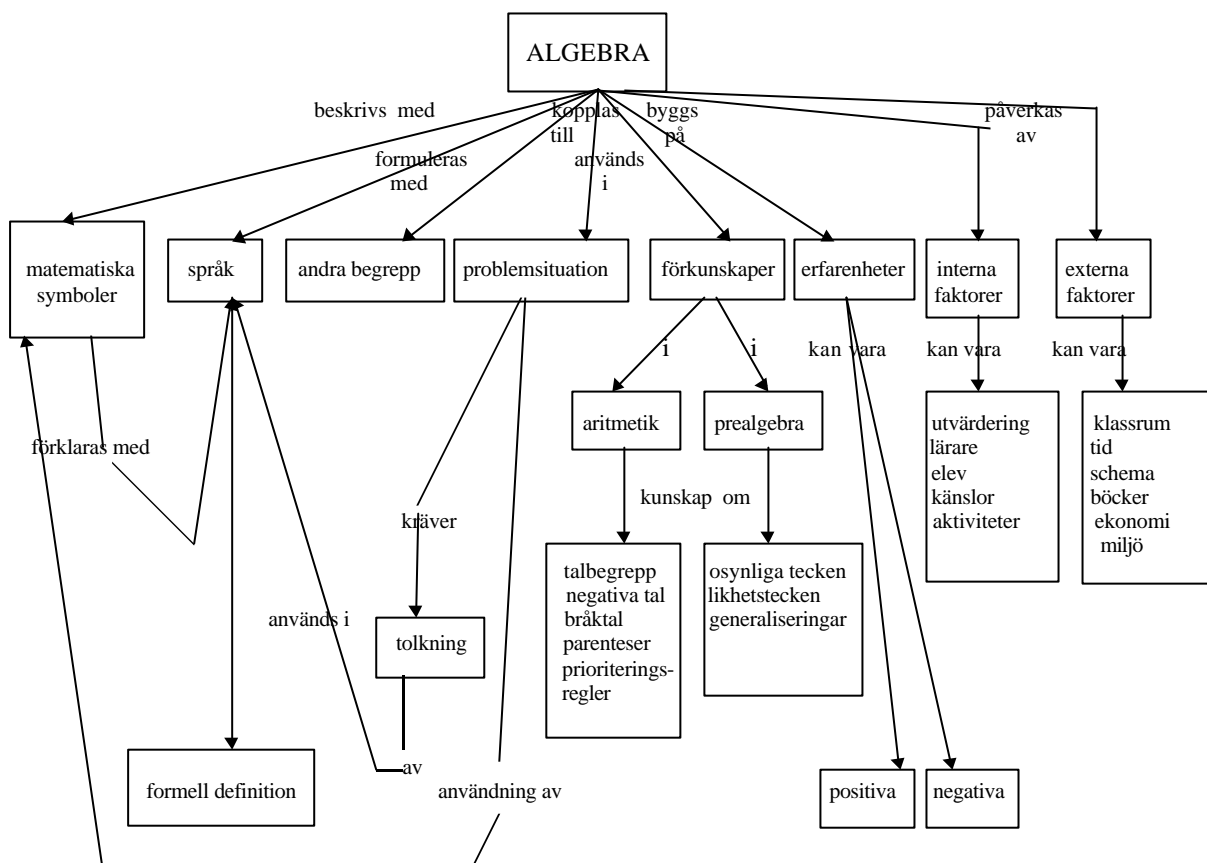 ALGEBRA
beskrivs med
kopplas
till
byggs
på
påverkas
av
formuleras
med
används
i
matematiska
symboler
språk
andra begrepp
problemsituation
förkunskaper
erfarenheter
interna
faktorer
externa
faktorer
i
i
kan vara
kan vara
kan vara
förklaras med
aritmetik
prealgebra
utvärdering
lärare
elev
känslor
aktiviteter
klassrum
tid
schema
böcker
ekonomi
miljö
kräver
kunskap om
talbegrepp
negativa tal
bråktal
parenteser
prioriterings-
regler
osynliga tecken
likhetstecken
generaliseringar
används i
tolkning
av
formell definition
användning av
positiva
negativa